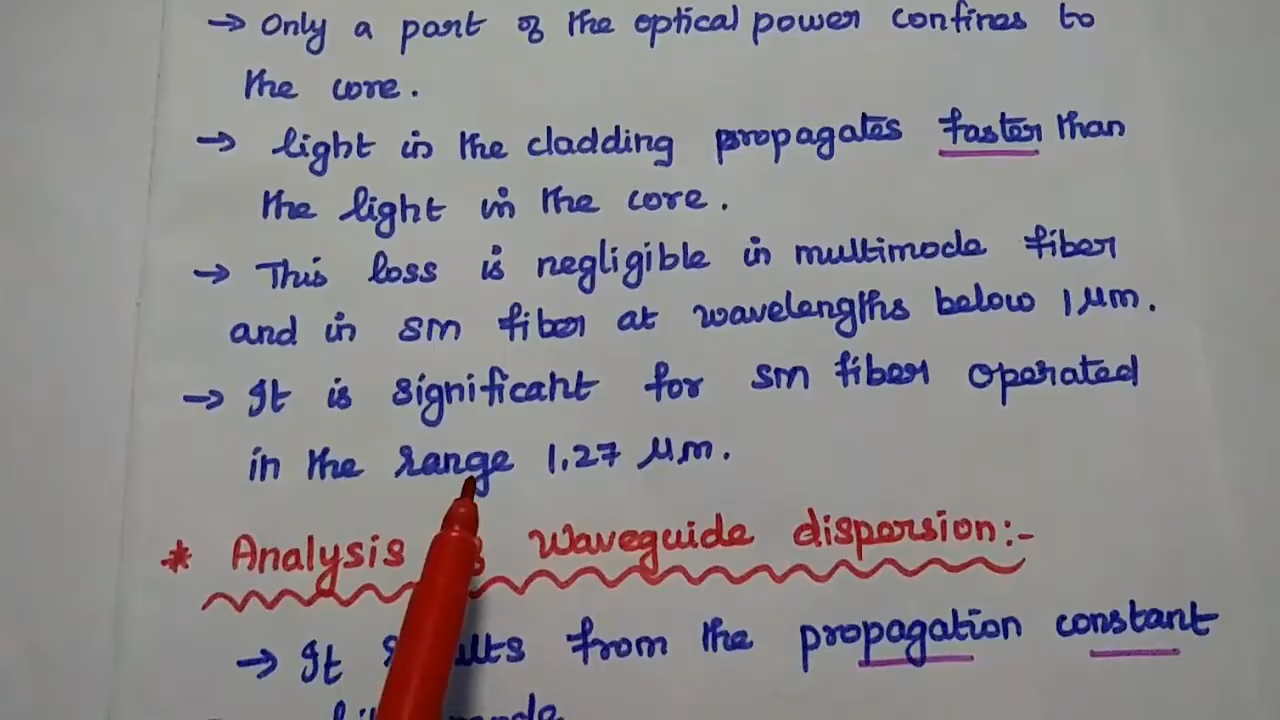 → Only a part of the optical power confines to
the core.
→ light in the cladding propagates faster than
the light in the core.
→ This loss is negligible in multimode fiber
and in SM fiber at wavelengths below 1 μm.
→ It is significant for SM fiber operated
in the range 1.27 μm.
* Analysis waveguide dispersion:-
→ It from the propagation constant
mode